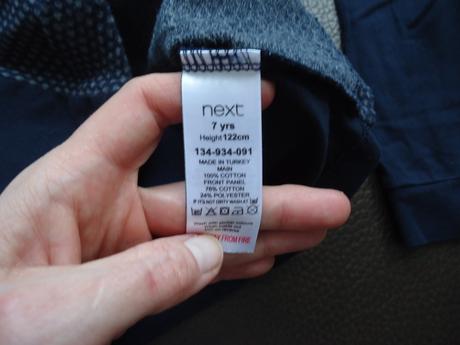 next
7 yrs
Height 122cm
134-934-091
MADE IN TURKEY
MAIN
100% COTTON
FRONT PANEL
76% COTTON
24% POLYESTER
IF IT'S NOT DIRTY WASH AT
FROM FIRE